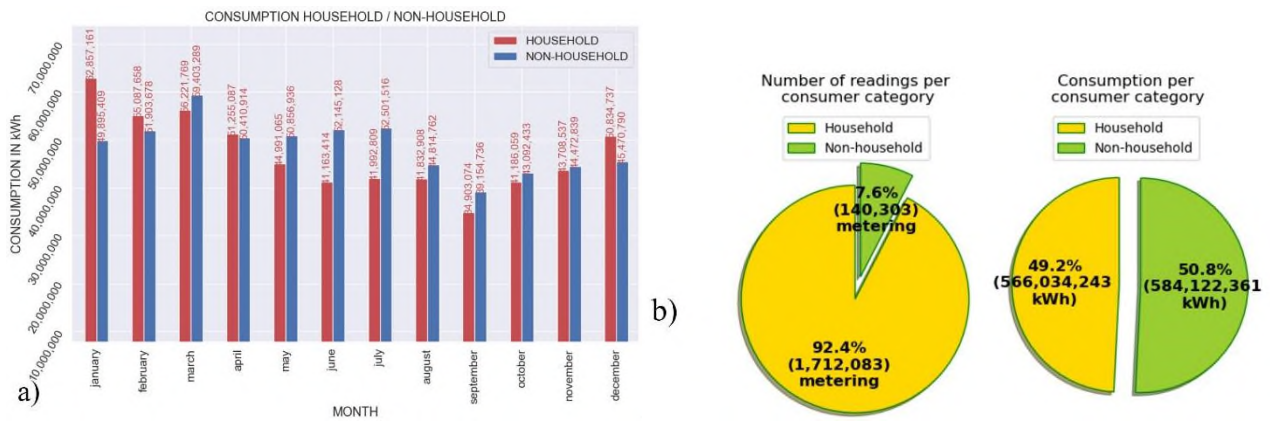 CONSUMPTION HOUSEHOLD / NON-HOUSEHOLD
HOUSEHOLD
NON-HOUSEHOLD
CONSUMPTION IN kWh
70,000,000
60,000,000
50,000,000
40,000,000
30,000,000
20,000,000
10,000,000
62,857,161
49,895,409
55,087,658
51,903,678
56,221,769
59,403,289
51,255,087
50,410,914
44,991,065
50,856,936
41,163,414
52,145,128
41,992,809
52,501,516
41,832,908
44,814,762
34,903,074
39,154,736
41,186,059
43,092,433
43,708,537
44,472,839
50,834,737
45,470,790
january
february
march
april
may
june
july
august
september
october
november
december
MONTH
a)
b)
Number of readings per
consumer category
Household
Non-household
7.6%
(140,303)
metering
92.4%
(1,712,083)
metering
Consumption per
consumer category
Household
Non-household
49.2%
(566,034,243
kWh)
50.8%
(584,122,361
kWh)